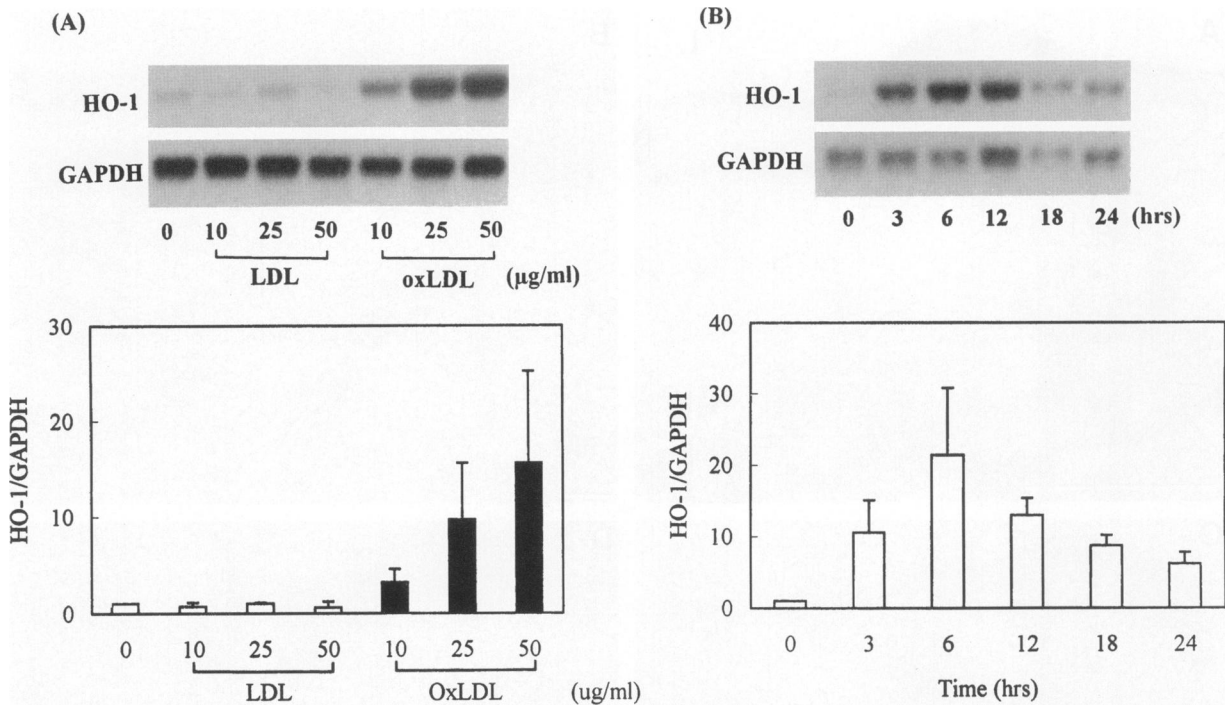 (A)
HO-1
GAPDH
0 10 25 50 10 25 50
LDL oxLDL (µg/ml)
30
20
10
0
HO-1/GAPDH
0 10 25 50 10 25 50
LDL OxLDL (ug/ml)
(B)
HO-1
GAPDH
0 3 6 12 18 24 (hrs)
40
30
20
10
0
HO-1/GAPDH
0 3 6 12 18 24
Time (hrs)